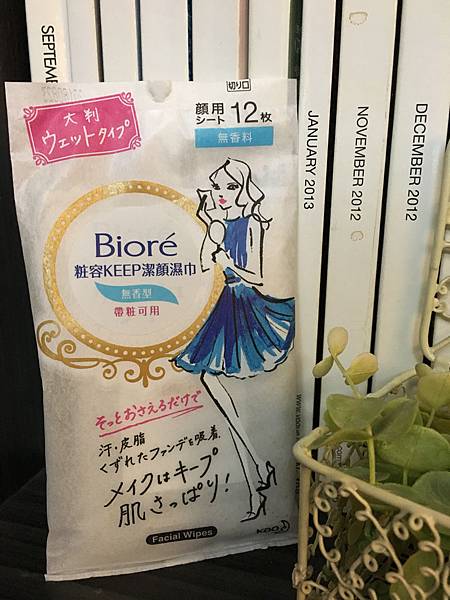 SEPTEM
切り口
大判
ウェットタイプ
顔用
シート
12枚
無香料
Bioré
粧容KEEP潔顏濕巾
無香型
帶粧可用
そっとおさえるだけで
汗・皮脂
くずれたファンデを吸着。
メイクはキープ
肌さっぱり!
Facial Wipes
Kao
JANUARY 2013
NOVEMBER 2012
DECEMBER 2012